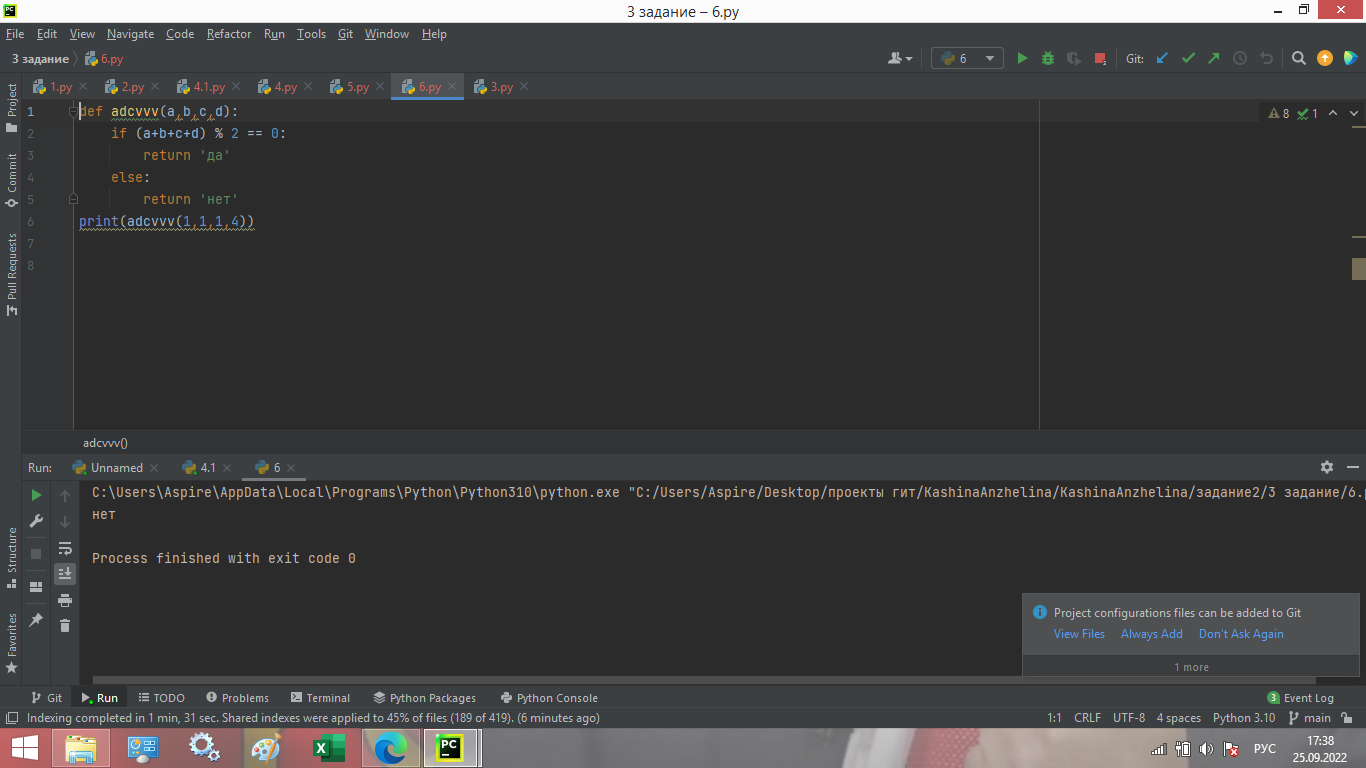 3 задание – 6.py
File Edit View Navigate Code Refactor Run Tools Git Window Help
3 задание 6.py 6 Git:
1.py 2.py 4.1.py 4.py 5.py 6.py 3.py
Project
Commit
Pull Requests
Structure
Favorites
1 def adcvvv(a,b,c,d): 8 1
2 if (a+b+c+d) % 2 == 0:
3 return 'да'
4 else:
5 return 'нет'
6 print(adcvvv(1,1,1,4))
7
8
adcvvv()
Run: Unnamed 4.1 6
C:\Users\Aspire\AppData\Local\Programs\Python\Python310\python.exe "C:/Users/Aspire/Desktop/проекты гит/KashinaAnzhelina/KashinaAnzhelina/задание2/3 задание/6.
нет
Process finished with exit code 0
Project configurations files can be added to Git
View Files Always Add Don't Ask Again
1 more
Git Run TODO Problems Terminal Python Packages Python Console 3 Event Log
Indexing completed in 1 min, 31 sec. Shared indexes were applied to 45% of files (189 of 419). (6 minutes ago) 1:1 CRLF UTF-8 4 spaces Python 3.10 main
PC
РУС
17:38
25.09.2022